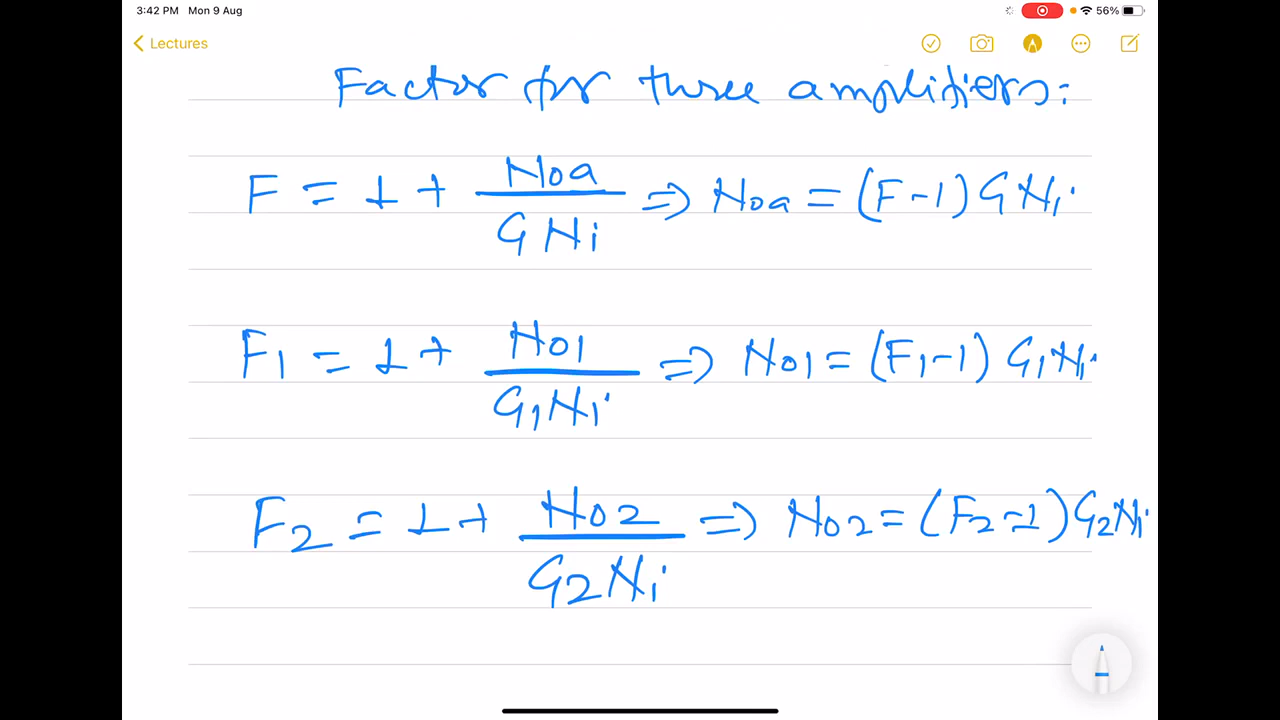 3:42 PM Mon 9 Aug 56%
Lectures
Factor for three amplifiers:
F = 1 + Noa / GNi => Noa = (F-1) GNi
F1 = 1 + No1 / G1Ni => No1 = (F1-1) G1Ni
F2 = 1 + No2 / G2Ni => No2 = (F2-1) G2Ni